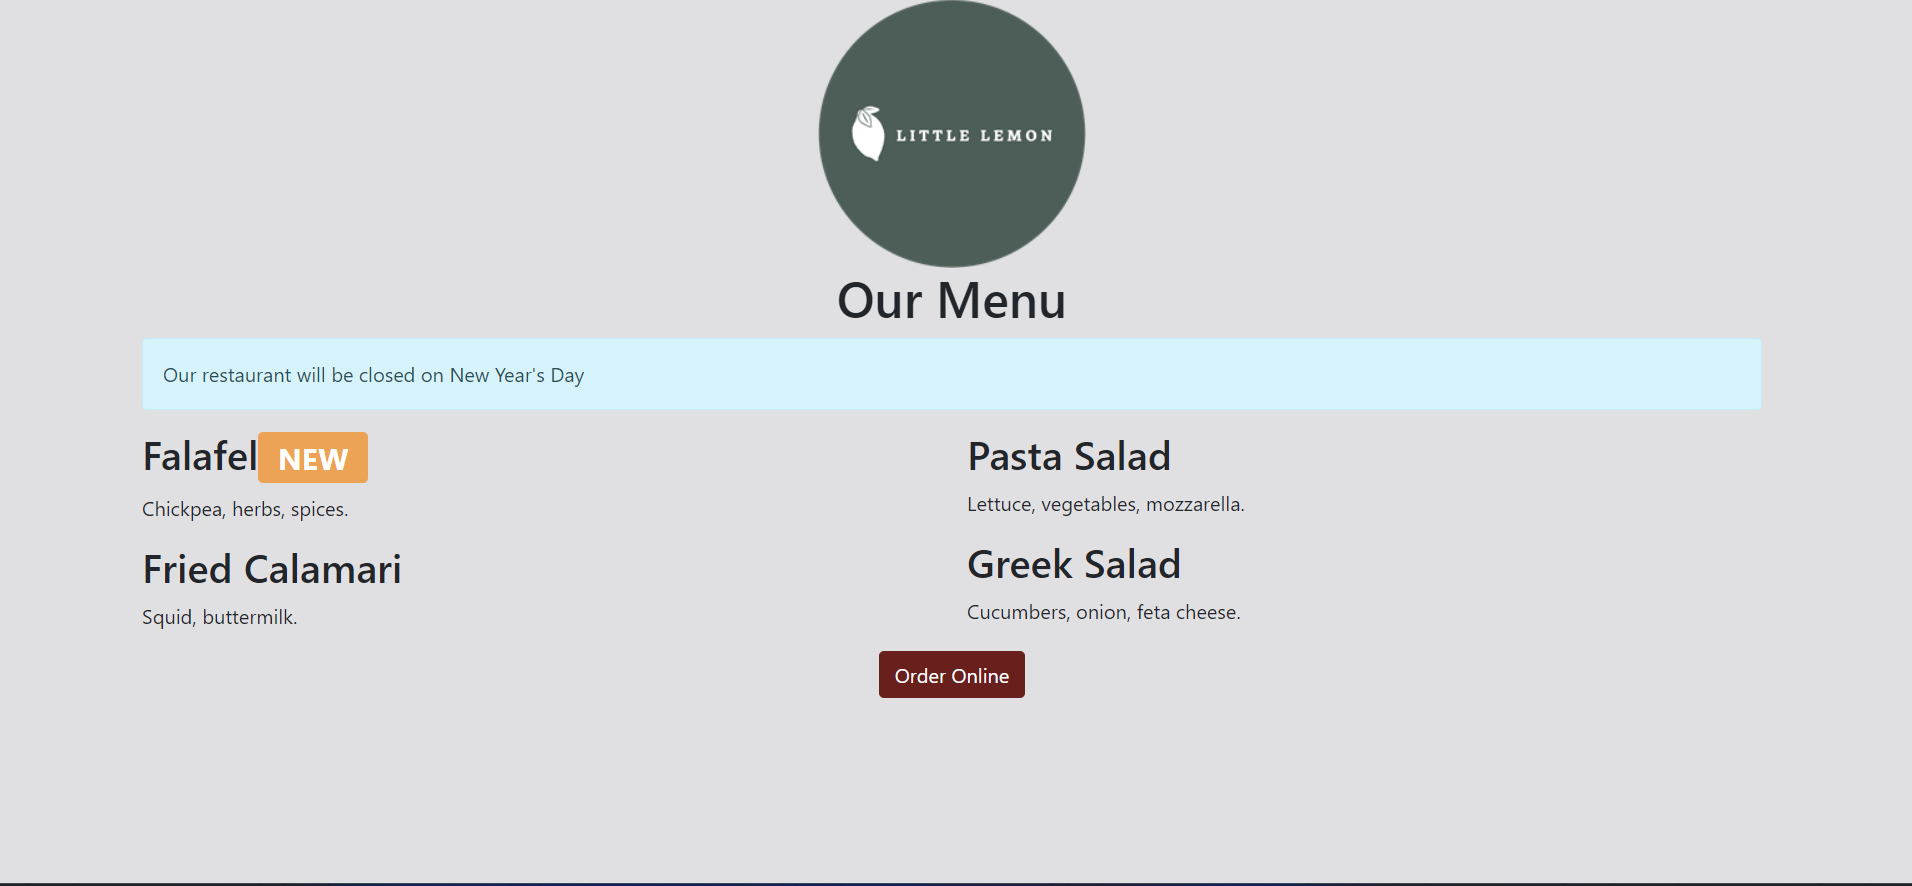 LITTLE LEMON
Our Menu
Our restaurant will be closed on New Year's Day
Falafel NEW
Chickpea, herbs, spices.
Fried Calamari
Squid, buttermilk.
Pasta Salad
Lettuce, vegetables, mozzarella.
Greek Salad
Cucumbers, onion, feta cheese.
Order Online